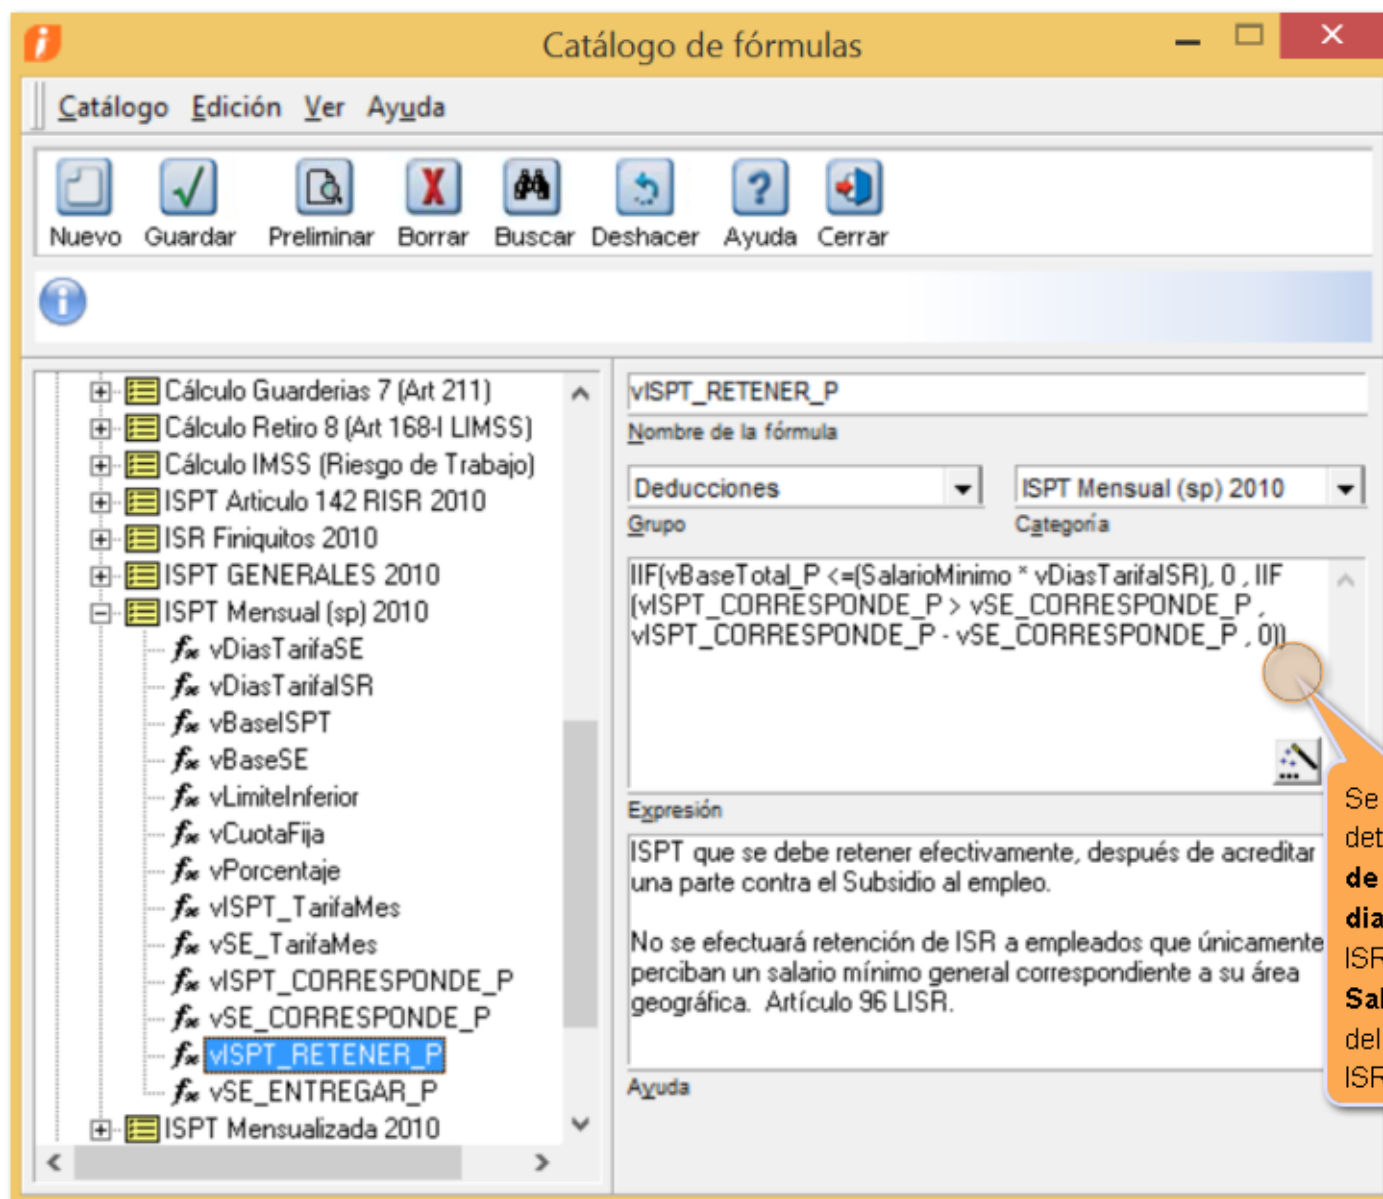 Catálogo de fórmulas
Catálogo Edición Ver Ayuda
Nuevo Guardar Preliminar Borrar Buscar Deshacer Ayuda Cerrar
Cálculo Guarderias 7 (Art 211)
Cálculo Retiro 8 (Art 168-I LIMSS)
Cálculo IMSS (Riesgo de Trabajo)
ISPT Articulo 142 RISR 2010
ISR Finiquitos 2010
ISPT GENERALES 2010
ISPT Mensual (sp) 2010
vDiasTarifaSE
vDiasTarifaISR
vBaseISPT
vBaseSE
vLimiteInferior
vCuotaFija
vPorcentaje
vISPT_TarifaMes
vSE_TarifaMes
vISPT_CORRESPONDE_P
vSE_CORRESPONDE_P
vISPT_RETENER_P
vSE_ENTREGAR_P
ISPT Mensualizada 2010
vISPT_RETENER_P
Nombre de la fórmula
Deducciones
Grupo
ISPT Mensual (sp) 2010
Categoría
IIF(vBaseTotal_P <=(SalarioMinimo * vDiasTarifaISR), 0 , IIF
(vISPT_CORRESPONDE_P > vSE_CORRESPONDE_P ,
vISPT_CORRESPONDE_P - vSE_CORRESPONDE_P , 0))
Expresión
ISPT que se debe retener efectivamente, después de acreditar
una parte contra el Subsidio al empleo.
No se efectuará retención de ISR a empleados que únicamente
perciban un salario mínimo general correspondiente a su área
geográfica. Artículo 96 LISR.
Ayuda
Se
det
de
dia
ISR
Sal
del
ISR